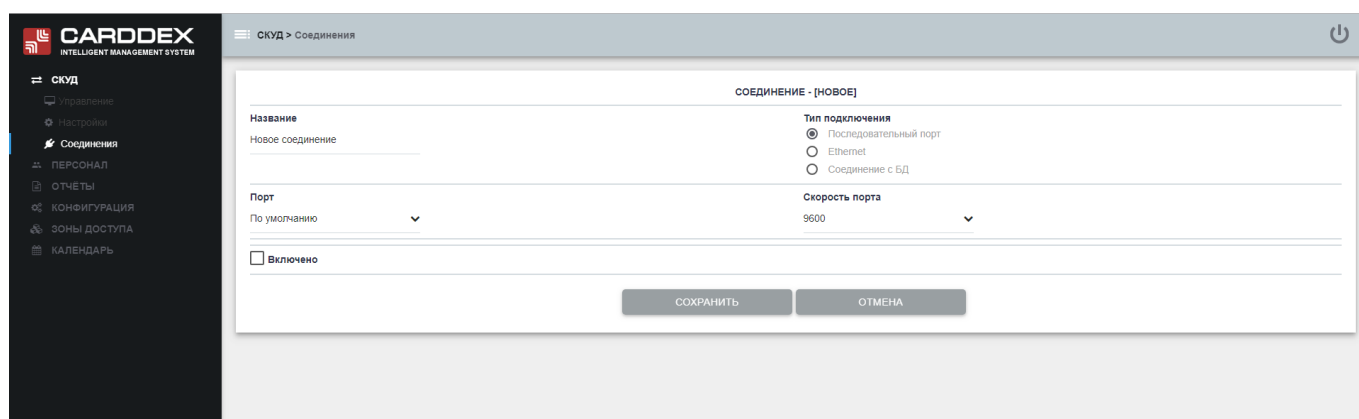 CARDDEX
INTELLIGENT MANAGEMENT SYSTEM
СКУД > Соединения
СКУД
Управление
Настройки
Соединения
ПЕРСОНАЛ
ОТЧЁТЫ
КОНФИГУРАЦИЯ
ЗОНЫ ДОСТУПА
КАЛЕНДАРЬ
СОЕДИНЕНИЕ - [НОВОЕ]
Название
Новое соединение
Тип подключения
Последовательный порт
Ethernet
Соединение с БД
Порт
По умолчанию
Скорость порта
9600
Включено
СОХРАНИТЬ
ОТМЕНА